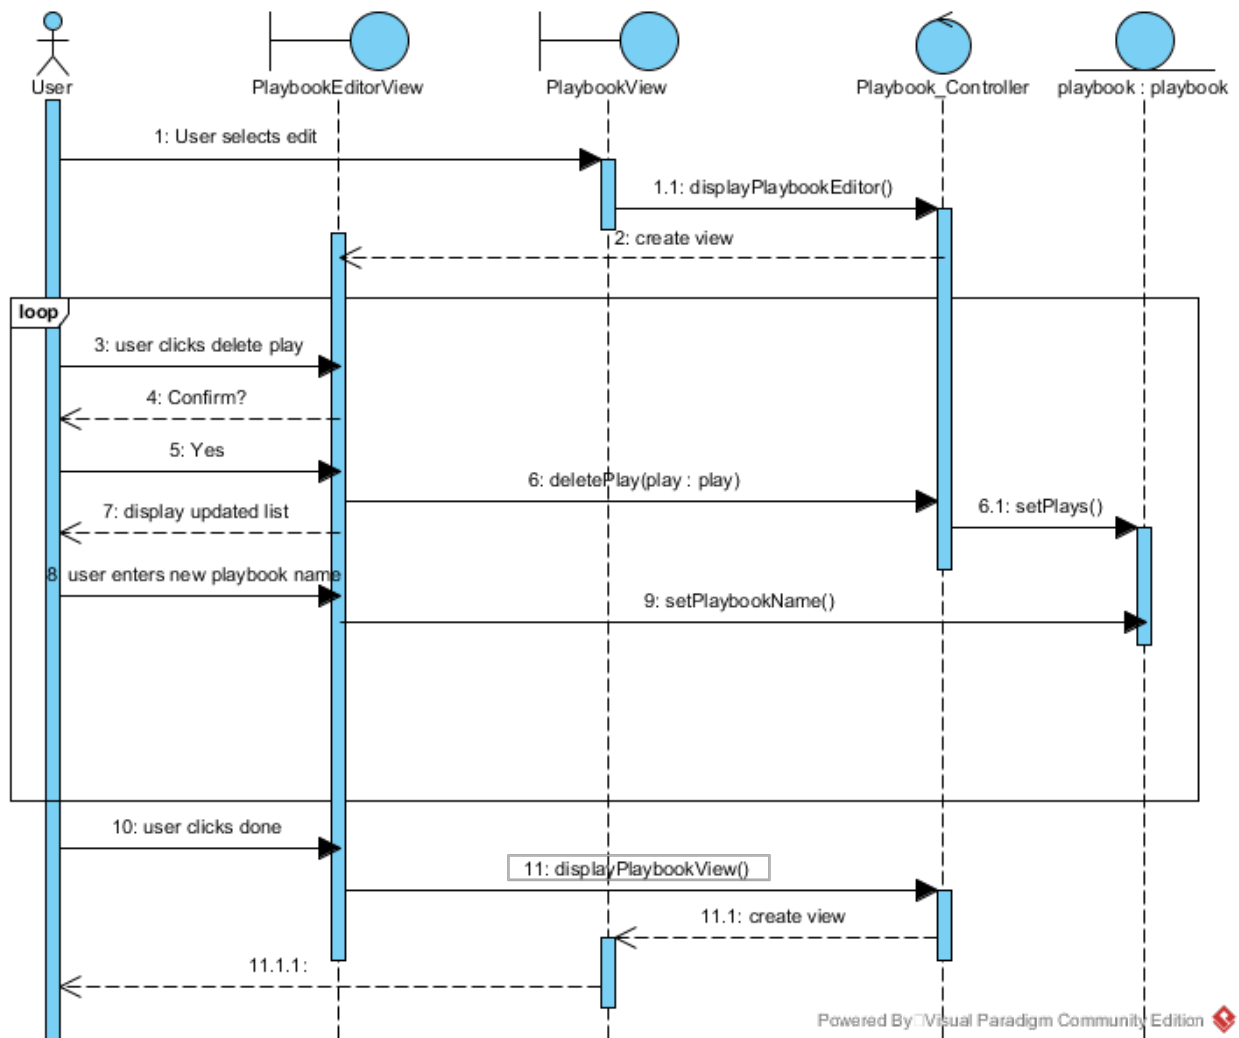 User
PlaybookEditorView
PlaybookView
Playbook_Controller
playbook : playbook
1: User selects edit
1.1: displayPlaybookEditor()
2: create view
loop
3: user clicks delete play
4: Confirm?
5: Yes
6: deletePlay(play : play)
6.1: setPlays()
7: display updated list
8 user enters new playbook name
9: setPlaybookName()
10: user clicks done
11: displayPlaybookView()
11.1: create view
11.1.1:
Powered By Visual Paradigm Community Edition